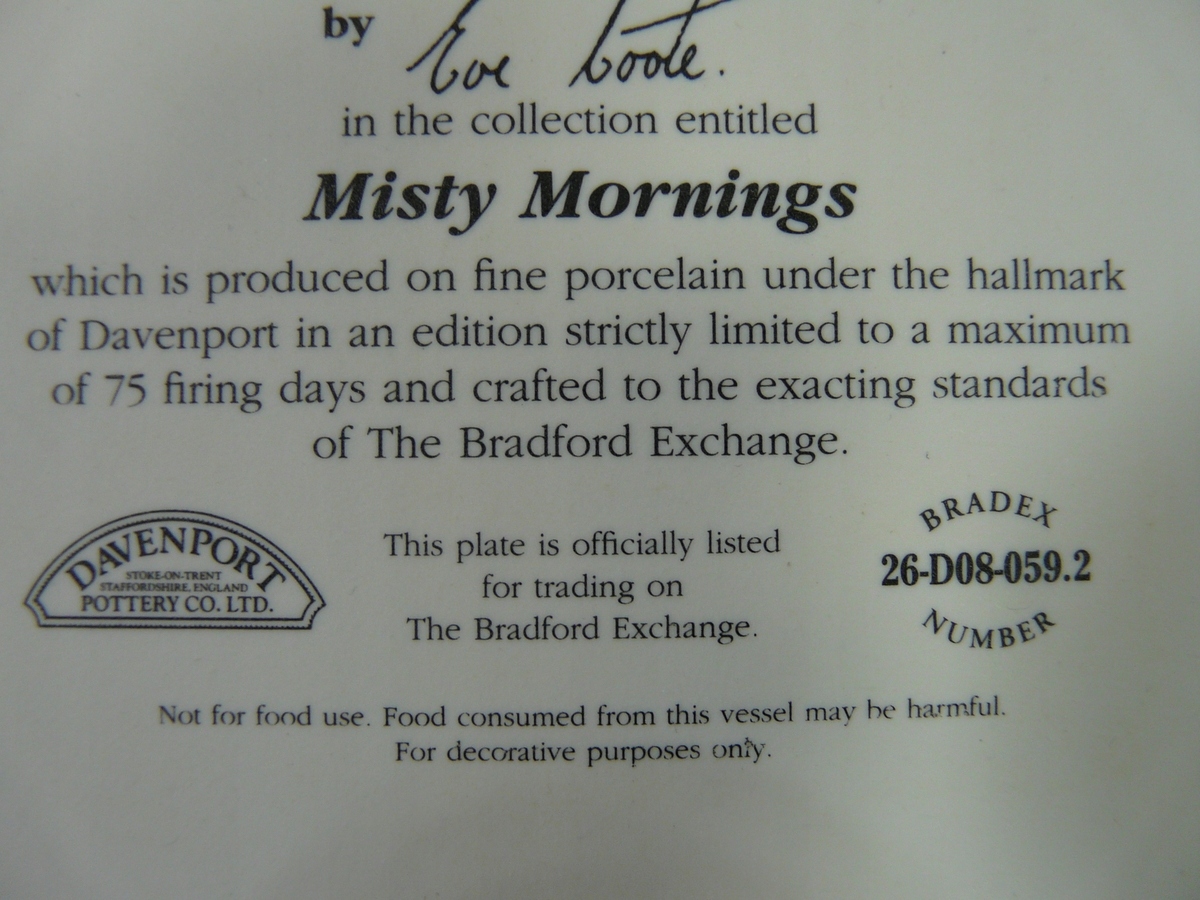 by Eve Coote.
in the collection entitled
Misty Mornings
which is produced on fine porcelain under the hallmark
of Davenport in an edition strictly limited to a maximum
of 75 firing days and crafted to the exacting standards
of The Bradford Exchange.
DAVENPORT
STOKE-ON-TRENT
STAFFORDSHIRE, ENGLAND
POTTERY CO. LTD.
This plate is officially listed
for trading on
The Bradford Exchange.
BRADEX
26-D08-059.2
NUMBER
Not for food use. Food consumed from this vessel may be harmful.
For decorative purposes only.